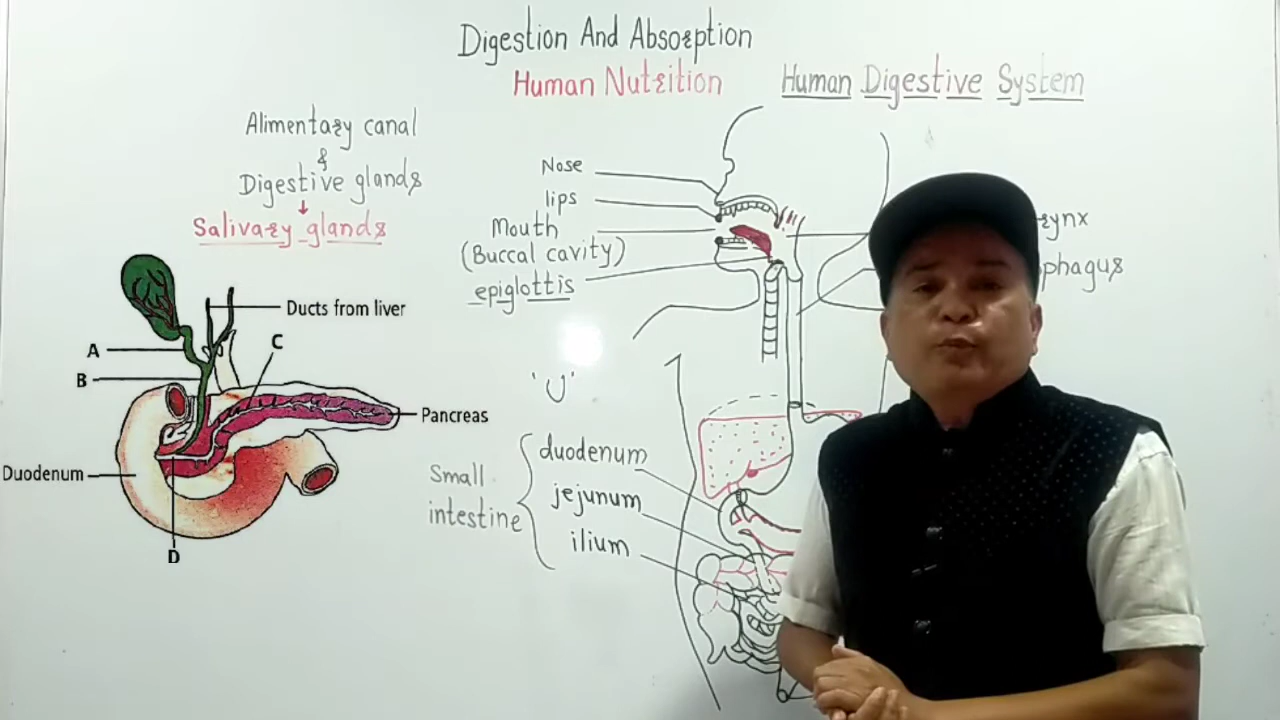 Digestion And Absorption
Human Nutrition
Human Digestive System
Alimentary canal
&
Digestive glands
Salivary glands
Ducts from liver
A
B
C
Pancreas
Duodenum
D
Nose
lips
Mouth
(Buccal cavity)
epiglottis
'U'
Small
intestine
duodenum
jejunum
ilium